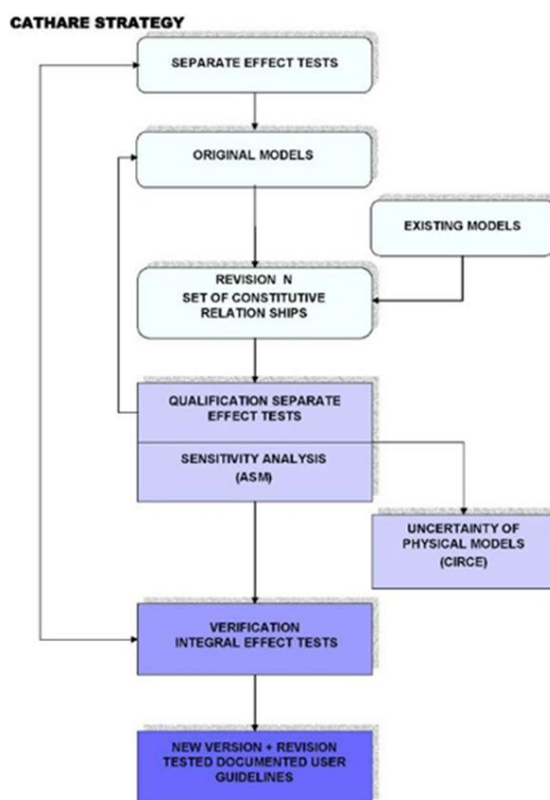 CATHARE STRATEGY
SEPARATE EFFECT TESTS
ORIGINAL MODELS
EXISTING MODELS
REVISION N
SET OF CONSTITUTIVE
RELATION SHIPS
QUALIFICATION SEPARATE
EFFECT TESTS
SENSITIVITY ANALYSIS
(ASM)
UNCERTAINTY OF
PHYSICAL MODELS
(CIRCE)
VERIFICATION
INTEGRAL EFFECT TESTS
NEW VERSION + REVISION
TESTED DOCUMENTED USER
GUIDELINES